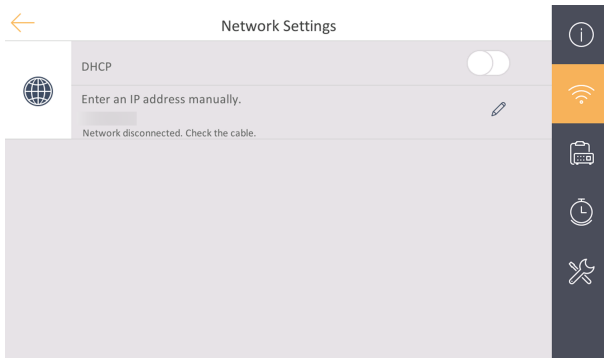 Network Settings
DHCP
Enter an IP address manually.
Network disconnected. Check the cable.